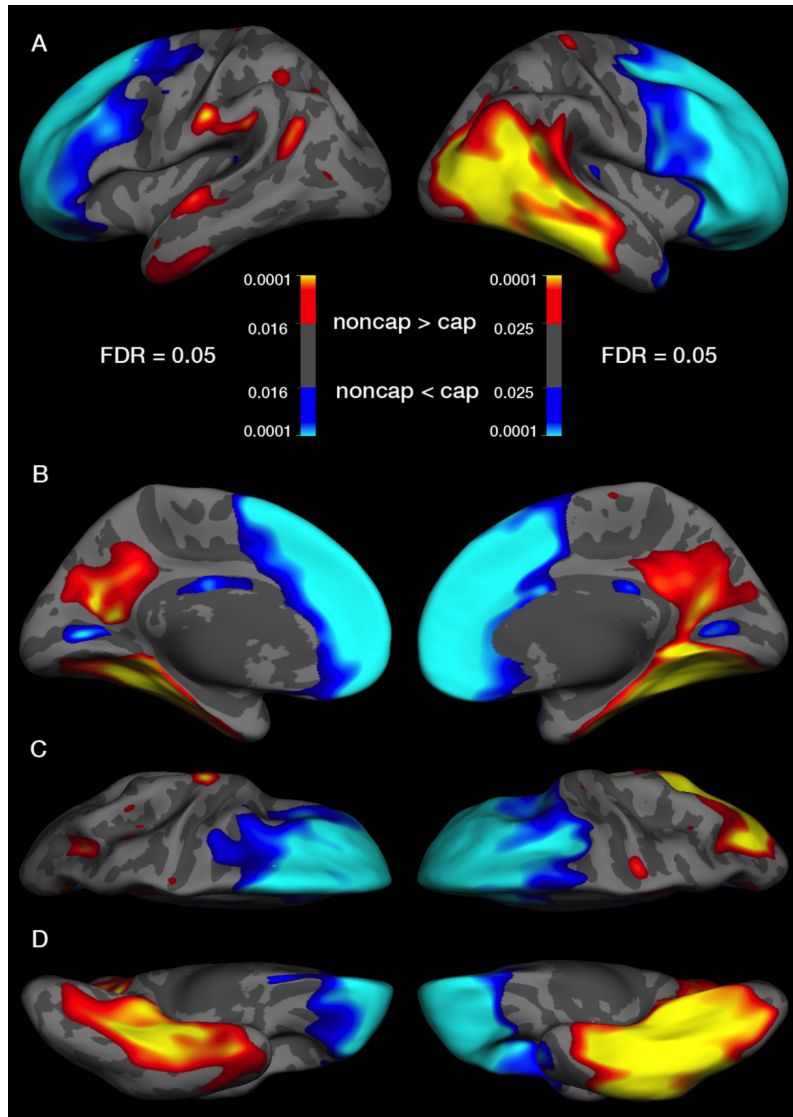 A
0.0001
0.0001
0.016
noncap > cap
0.025
FDR = 0.05
FDR = 0.05
0.016
noncap < cap
0.025
0.0001
0.0001
B
C
D